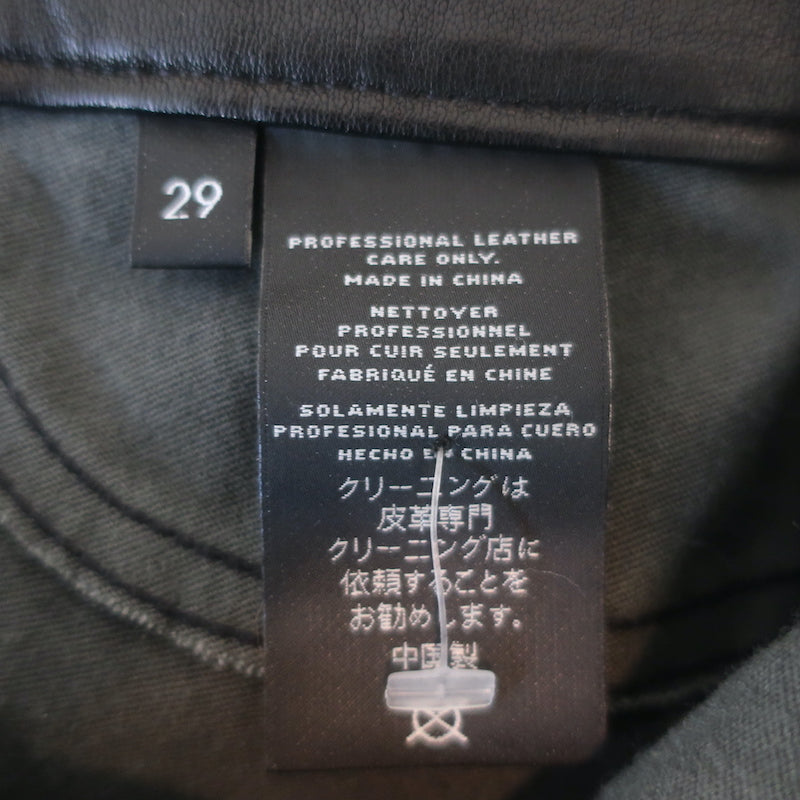 29
PROFESSIONAL LEATHER
CARE ONLY.
MADE IN CHINA
NETTOYER
PROFESSIONNEL
POUR CUIR SEULEMENT
FABRIQUÉ EN CHINE
SOLAMENTE LIMPIEZA
PROFESIONAL PARA CUERO
HECHO EN CHINA
クリーニングは
皮革専門
クリーニング店に
依頼することを
お勧めします。
中国製